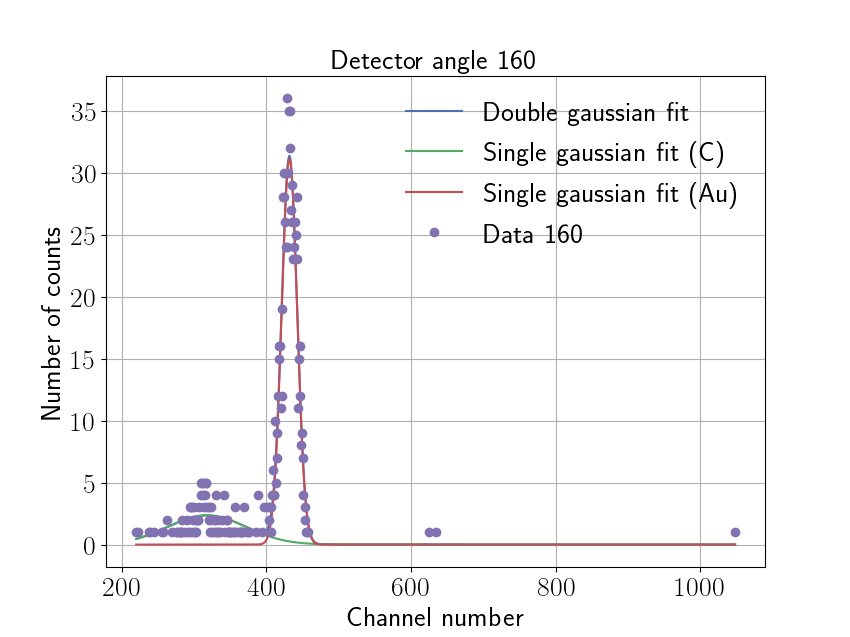 Detector angle 160
Double gaussian fit
Single gaussian fit (C)
Single gaussian fit (Au)
Data 160
Number of counts
35
30
25
20
15
10
5
0
200 400 600 800 1000
Channel number